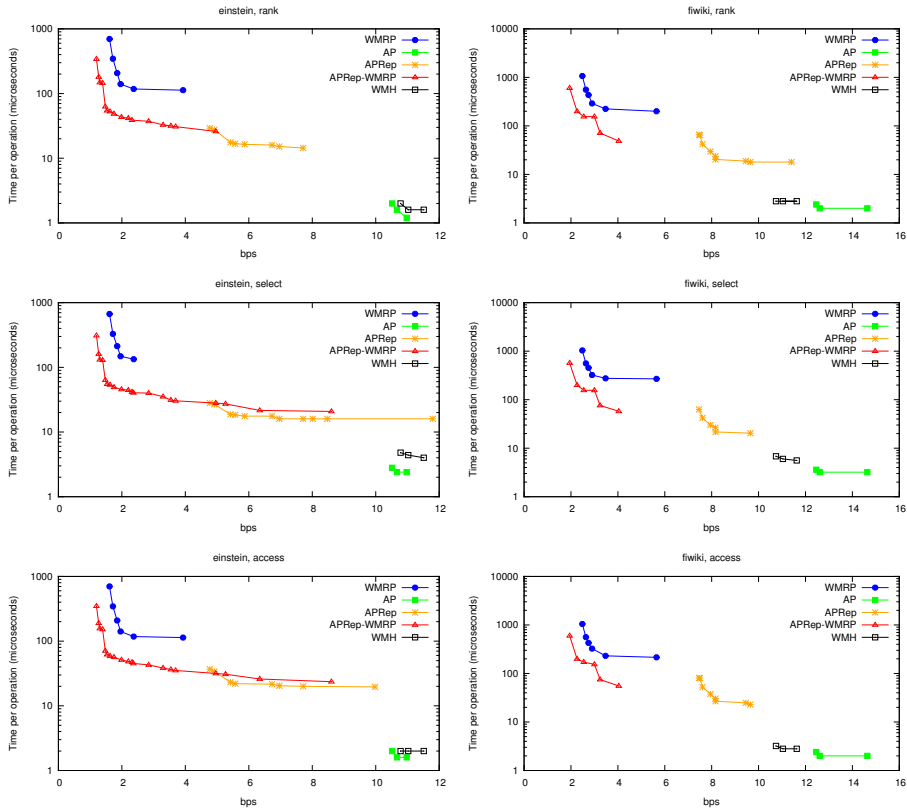 einstein, rank
Time per operation (microseconds)
1000
100
10
1
0 2 4 6 8 10 12
bps
WMRP
AP
APRep
APRep-WMRP
WMH
fiwiki, rank
Time per operation (microseconds)
10000
1000
100
10
1
0 2 4 6 8 10 12 14 16
bps
WMRP
AP
APRep
APRep-WMRP
WMH
einstein, select
Time per operation (microseconds)
1000
100
10
1
0 2 4 6 8 10 12
bps
WMRP
AP
APRep
APRep-WMRP
WMH
fiwiki, select
Time per operation (microseconds)
10000
1000
100
10
1
0 2 4 6 8 10 12 14 16
bps
WMRP
AP
APRep
APRep-WMRP
WMH
einstein, access
Time per operation (microseconds)
1000
100
10
1
0 2 4 6 8 10 12
bps
WMRP
AP
APRep
APRep-WMRP
WMH
fiwiki, access
Time per operation (microseconds)
10000
1000
100
10
1
0 2 4 6 8 10 12 14 16
bps
WMRP
AP
APRep
APRep-WMRP
WMH